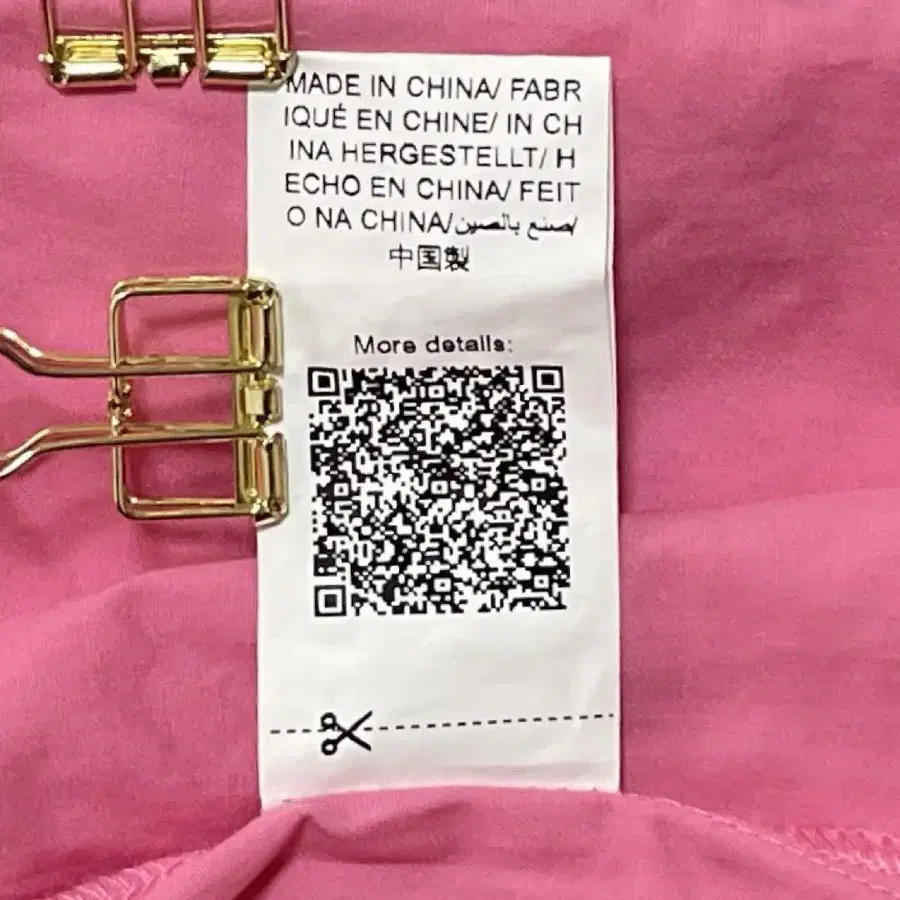 MADE IN CHINA/ FABR
IQUÉ EN CHINE/ IN CH
INA HERGESTELLT/ H
ECHO EN CHINA/ FEIT
O NA CHINA/صنع بالصين/
中国製
More details: